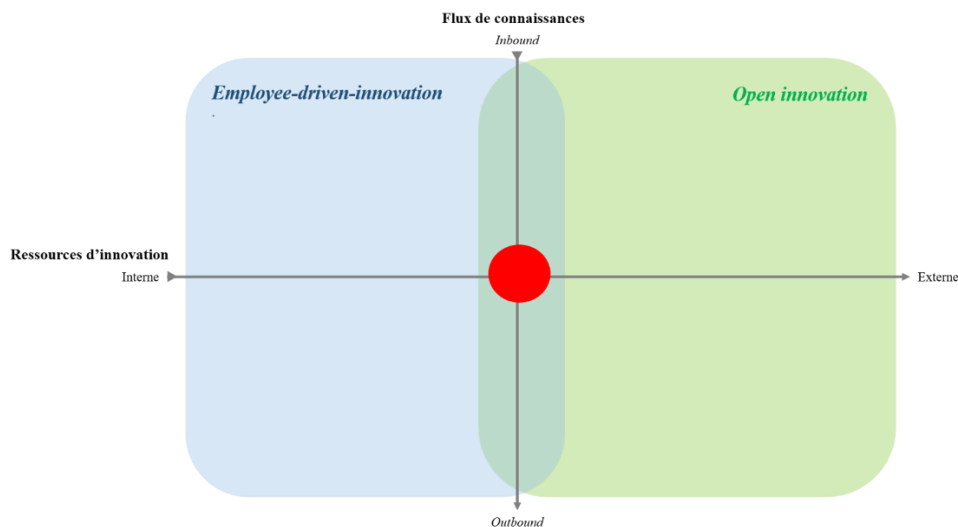 Flux de connaissances
Inbound
Employee-driven-innovation
.
Open innovation
Ressources d’innovation
Interne
Externe
Outbound